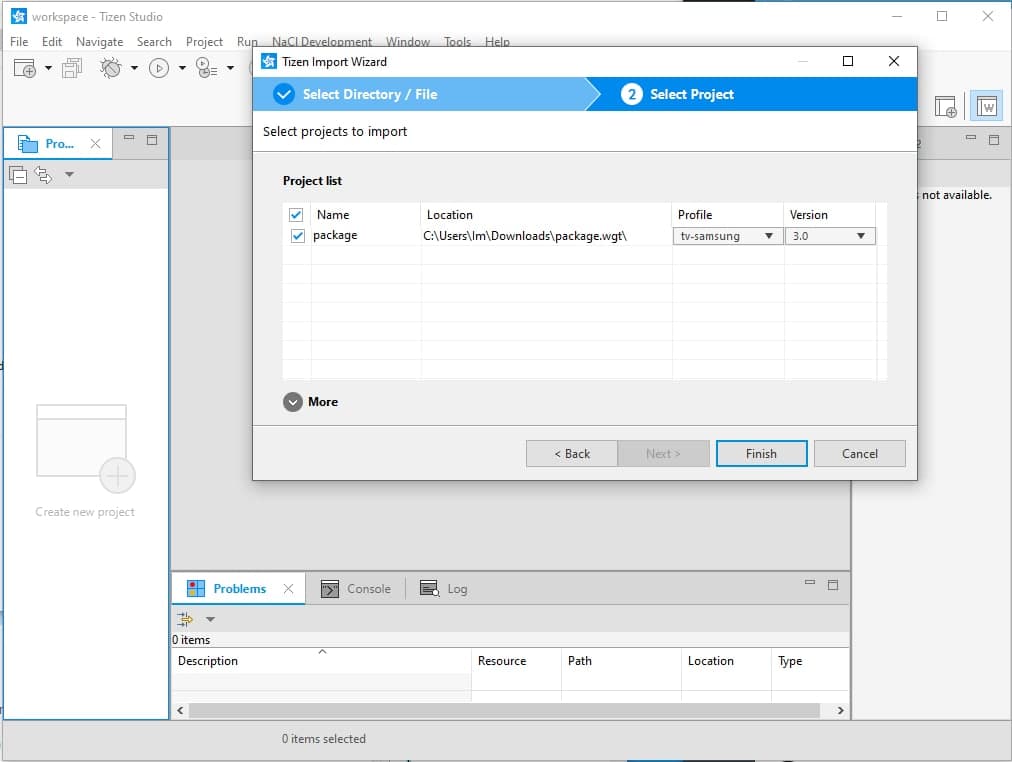 workspace - Tizen Studio
File Edit Navigate Search Project Run NaCl Development Window Tools Help
Tizen Import Wizard
Select Directory / File
2 Select Project
Select projects to import
Pro...
not available.
Project list
Name Location Profile Version
package C:\Users\Im\Downloads\package.wgt\ tv-samsung 3.0
More
< Back Next > Finish Cancel
Create new project
Problems Console Log
0 items
Description Resource Path Location Type
0 items selected